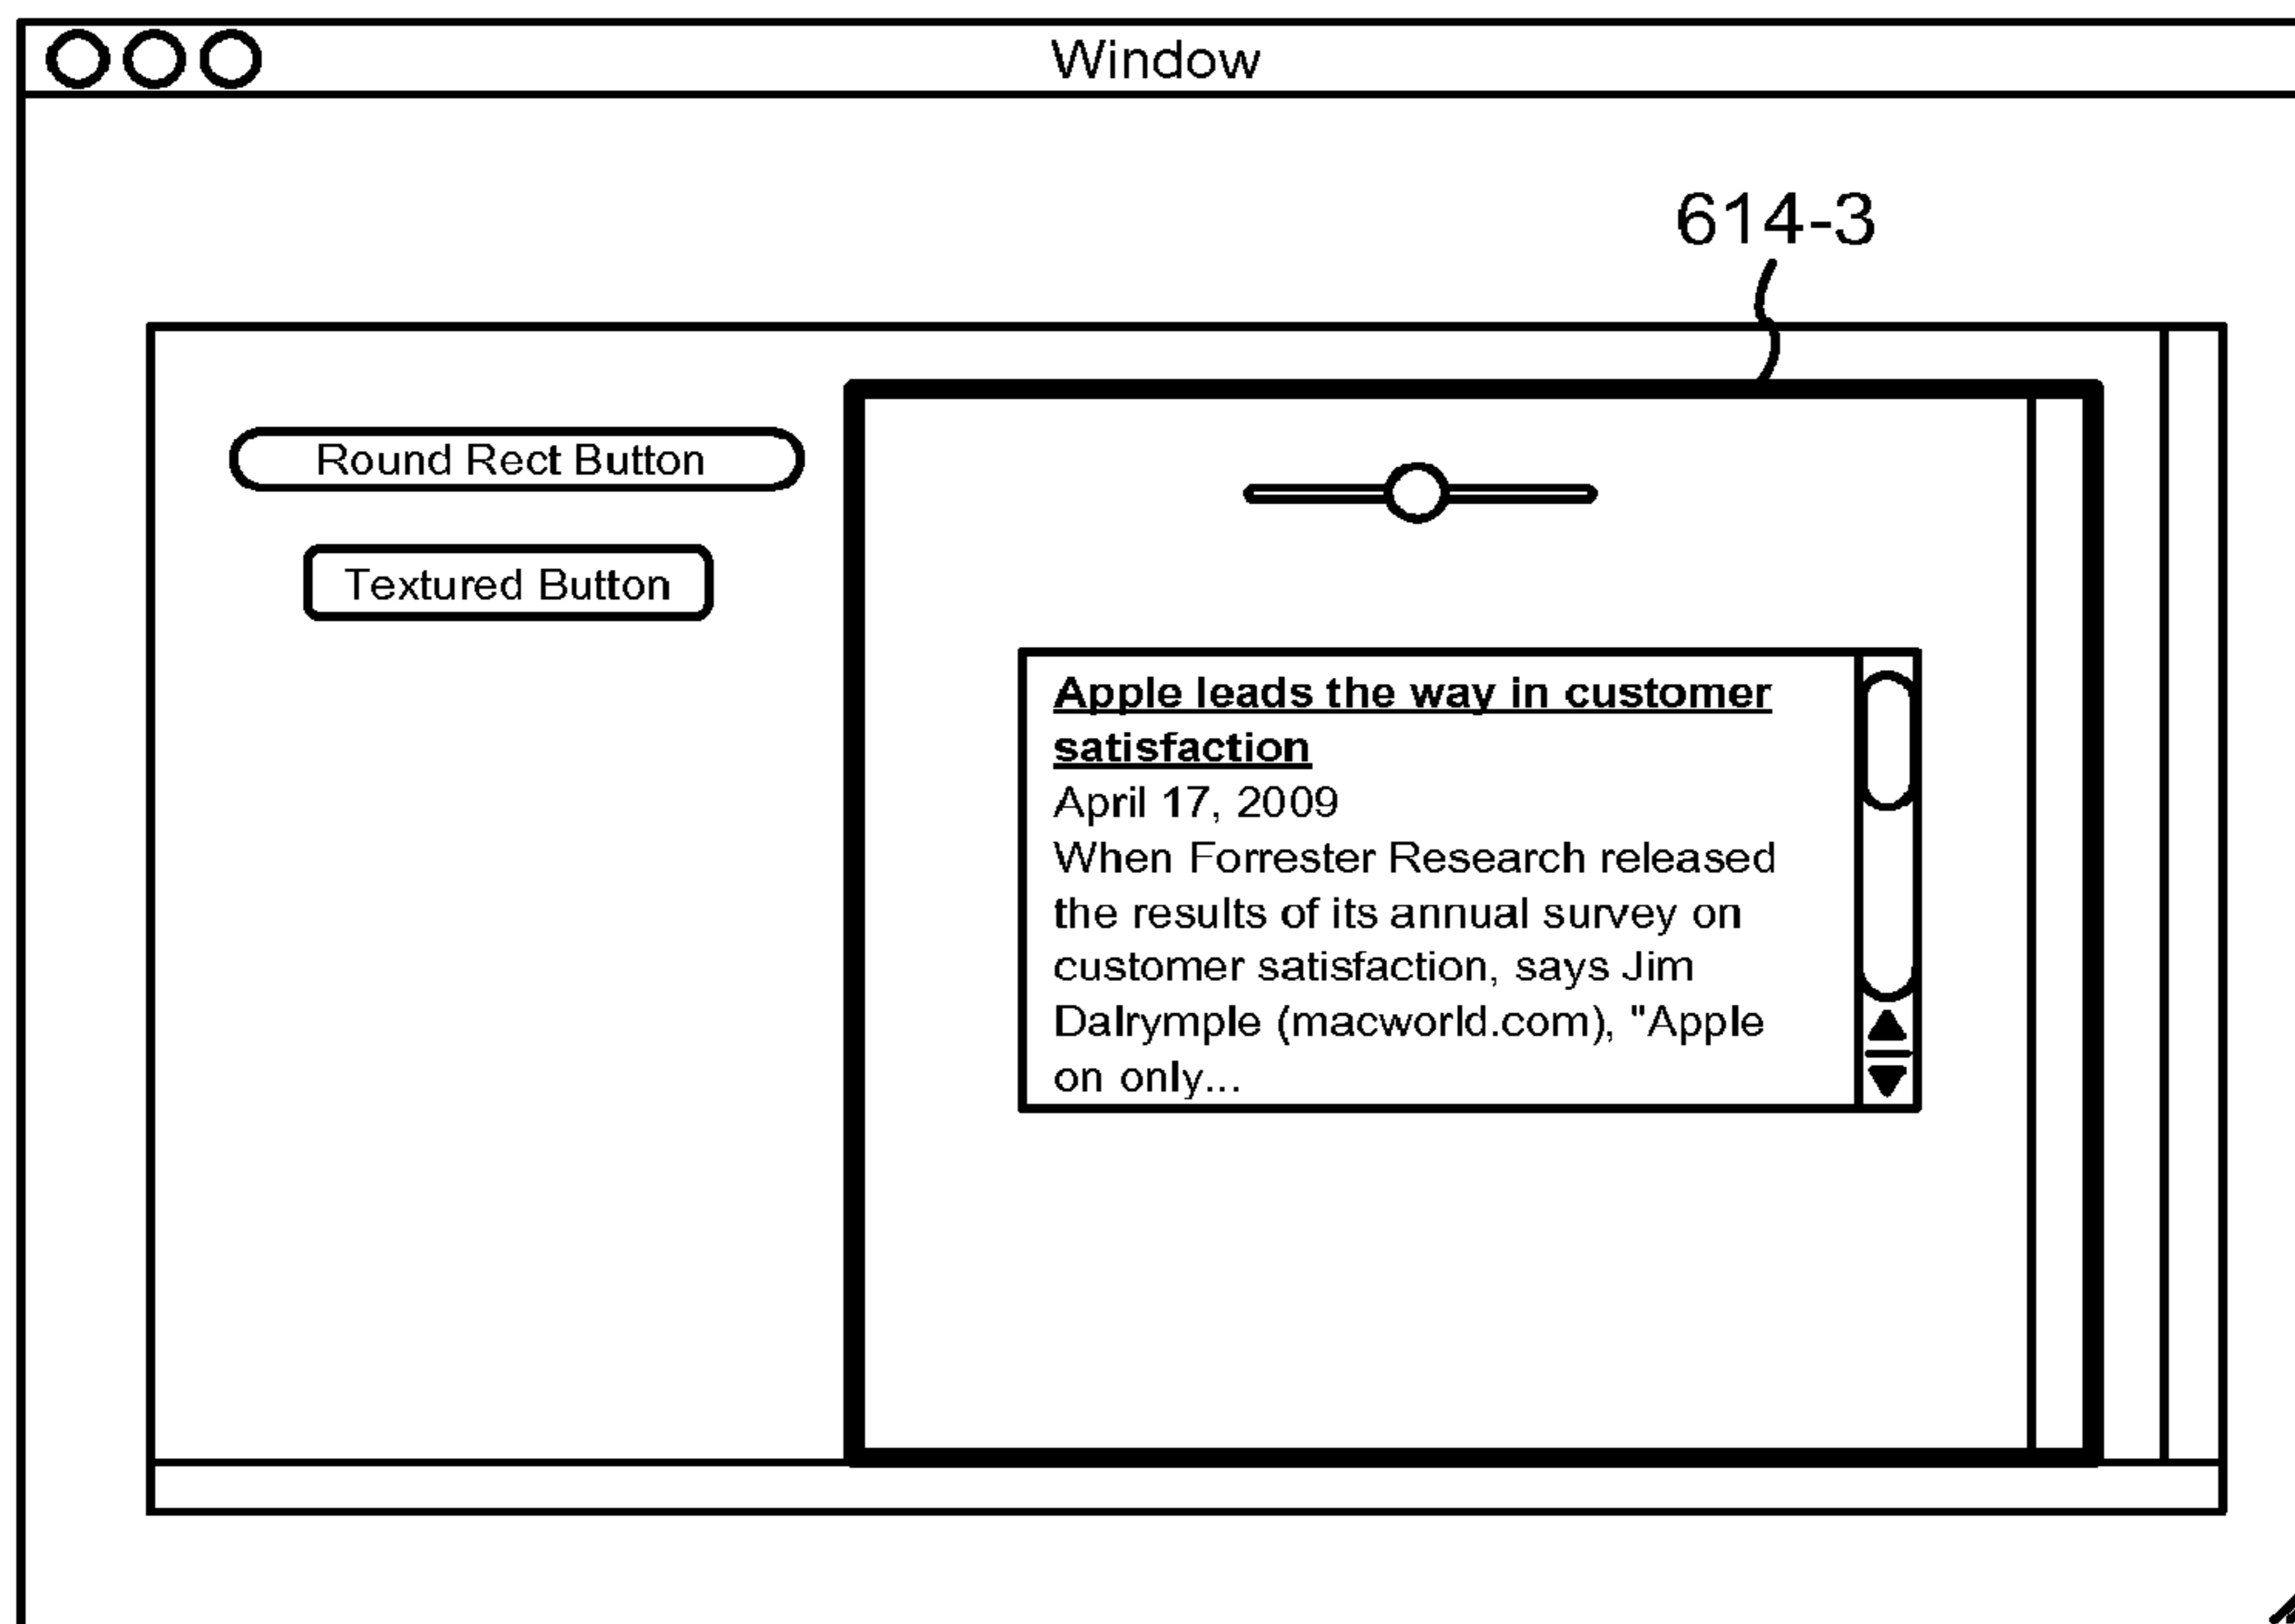 Window
614-3
Round Rect Button
Textured Button
Apple leads the way in customer
satisfaction
April 17, 2009
When Forrester Research released
the results of its annual survey on
customer satisfaction, says Jim
Dalrymple (macworld.com), "Apple
on only...